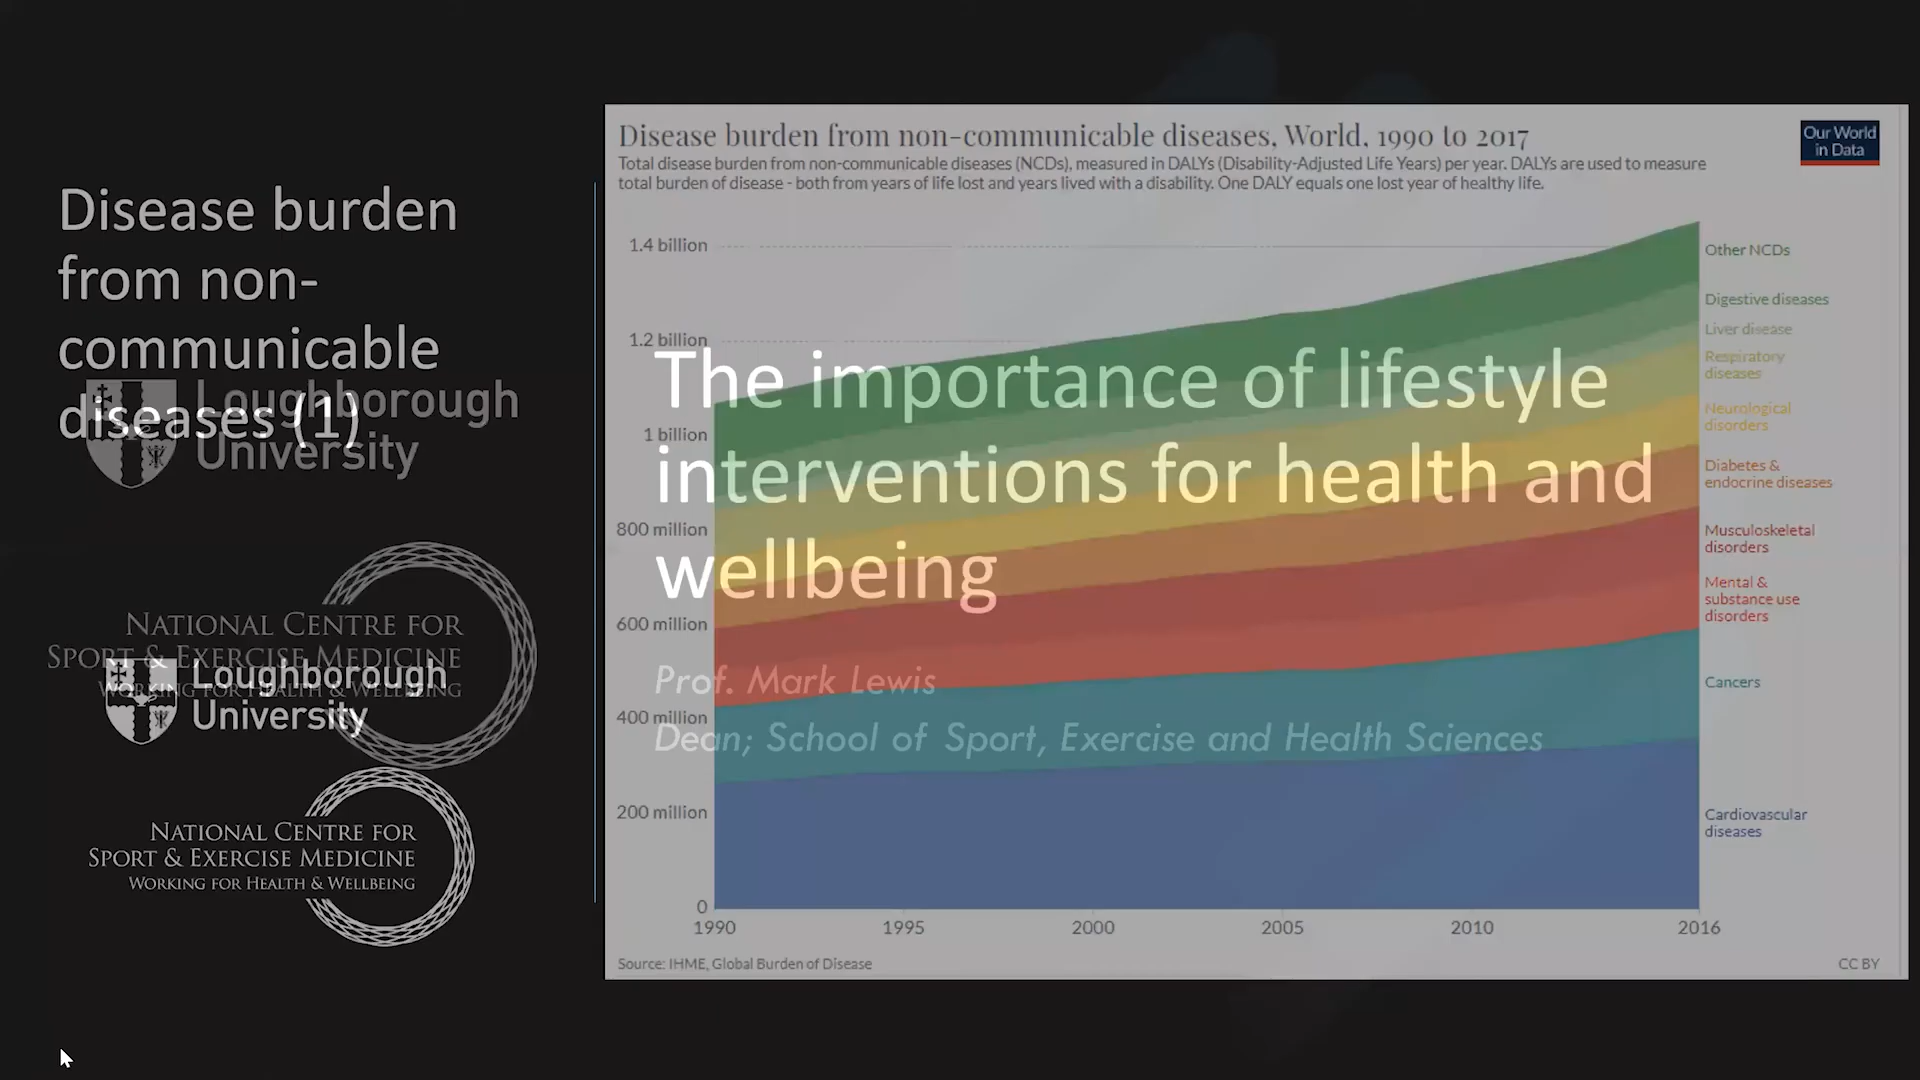 Disease burden
from non-
communicable
diseases (1)
Loughborough
University
NATIONAL CENTRE FOR
SPORT & EXERCISE MEDICINE
WORKING FOR HEALTH & WELLBEING
Loughborough
University
NATIONAL CENTRE FOR
SPORT & EXERCISE MEDICINE
WORKING FOR HEALTH & WELLBEING
The importance of lifestyle
interventions for health and
wellbeing
Prof. Mark Lewis
Dean; School of Sport, Exercise and Health Sciences
Disease burden from non-communicable diseases, World, 1990 to 2017
Total disease burden from non-communicable diseases (NCDs), measured in DALYs (Disability-Adjusted Life Years) per year. DALYs are used to measure
total burden of disease - both from years of life lost and years lived with a disability. One DALY equals one lost year of healthy life.
Our World
in Data
1.4 billion
1.2 billion
1 billion
800 million
600 million
400 million
200 million
0
1990
1995
2000
2005
2010
2016
Other NCDs
Digestive diseases
Liver disease
Respiratory
diseases
Neurological
disorders
Diabetes &
endocrine diseases
Musculoskeletal
disorders
Mental &
substance use
disorders
Cancers
Cardiovascular
diseases
Source: IHME, Global Burden of Disease
CC BY